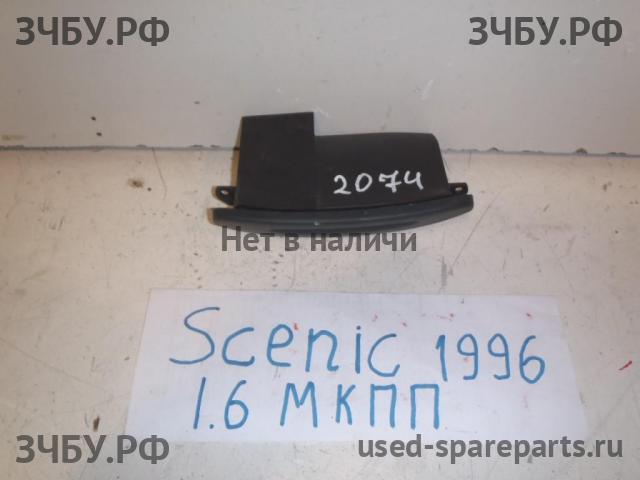 ЗЧБУ.РФ ЗЧБУ.РФ
2074
Нет в наличи
Scenic 1996
1.6 МКПП
ЗЧБУ.РФ used-spareparts.ru